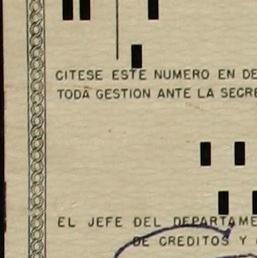 CITESE ESTE NUMERO EN DE
TODA GESTION ANTE LA SECRE
EL JEFE DEL DEPARTAME
DE CREDITOS Y